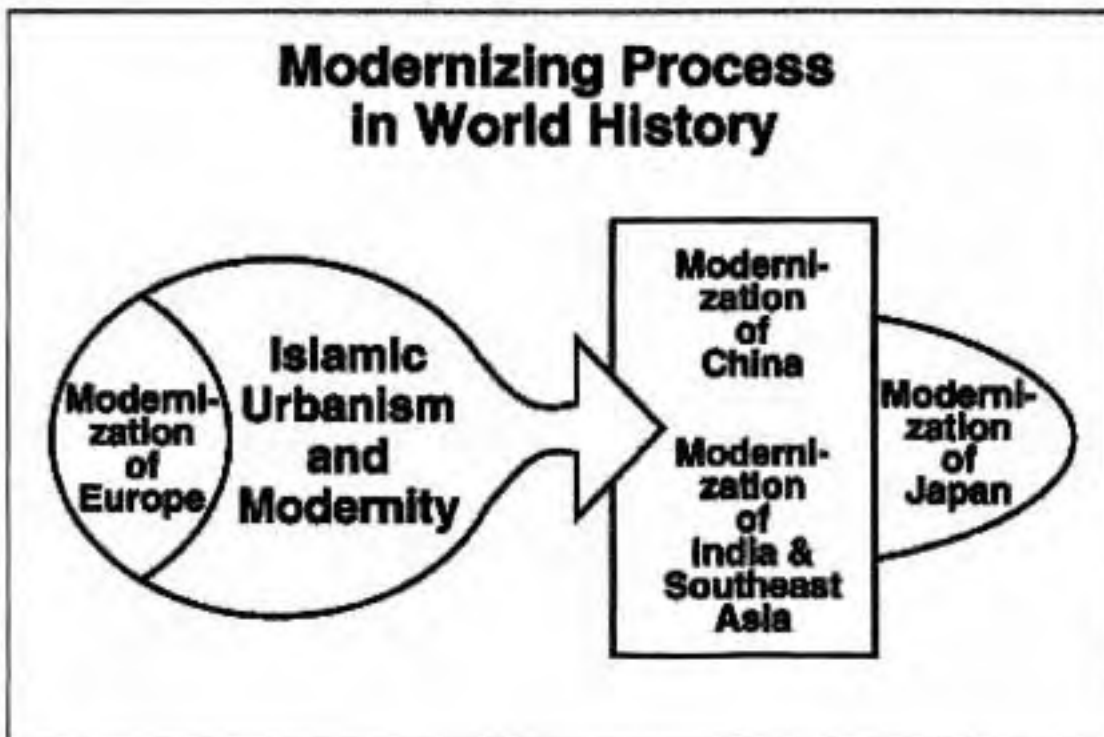 Modernizing Process
in World History
Moderni-
zation
of
Europe
Islamic
Urbanism
and
Modernity
Moderni-
zation
of
China
Moderni-
zation
of
India &
Southeast
Asia
Moderni-
zation
of
Japan